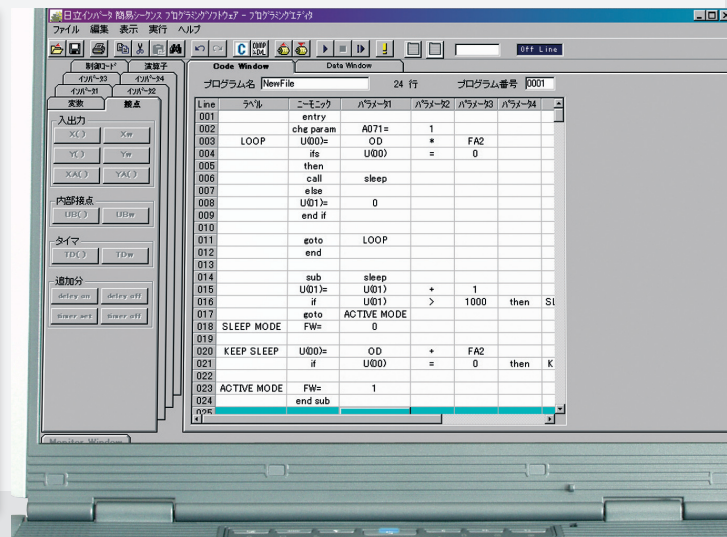 日立インバータ 簡易シーケンス プログラミングソフトウェア - プログラミングエディタ
ファイル 編集 表示 実行 ヘルプ
Off Line
制御コード 演算子
インバータ3 インバータ4
インバータ1 インバータ2
変数 接点
入出力
X( ) Xw
Y( ) Yw
XA( ) YA( )
内部接点
UB( ) UBw
タイマ
TD( ) TDw
追加分
delay on delay off
timer set timer off
Code Window Data Window
プログラム名 NewFile 24 行 プログラム番号 0001
Line ラベル ニーモニック パラメータ1 パラメータ2 パラメータ3 パラメータ4
001 entry
002 chg param A071= 1
003 LOOP U(00)= OD * FA2
004 ifs U(00) = 0
005 then
006 call sleep
007 else
008 U(01)= 0
009 end if
010
011 goto LOOP
012 end
013
014 sub sleep
015 U(01)= U(01) + 1
016 if U(01) > 1000 then SL
017 goto ACTIVE MODE
018 SLEEP MODE FW= 0
019
020 KEEP SLEEP U(00)= OD + FA2
021 if U(00) = 0 then K
022
023 ACTIVE MODE FW= 1
024 end sub
025
Monitor Window